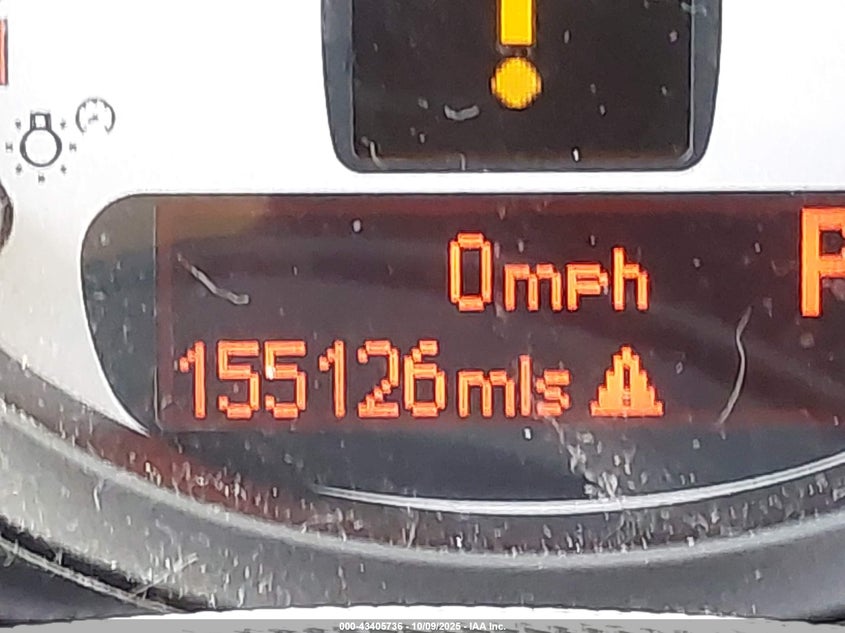 0mph
P
155126mls
000-43405736 - 10/09/2025 - IAA Inc.